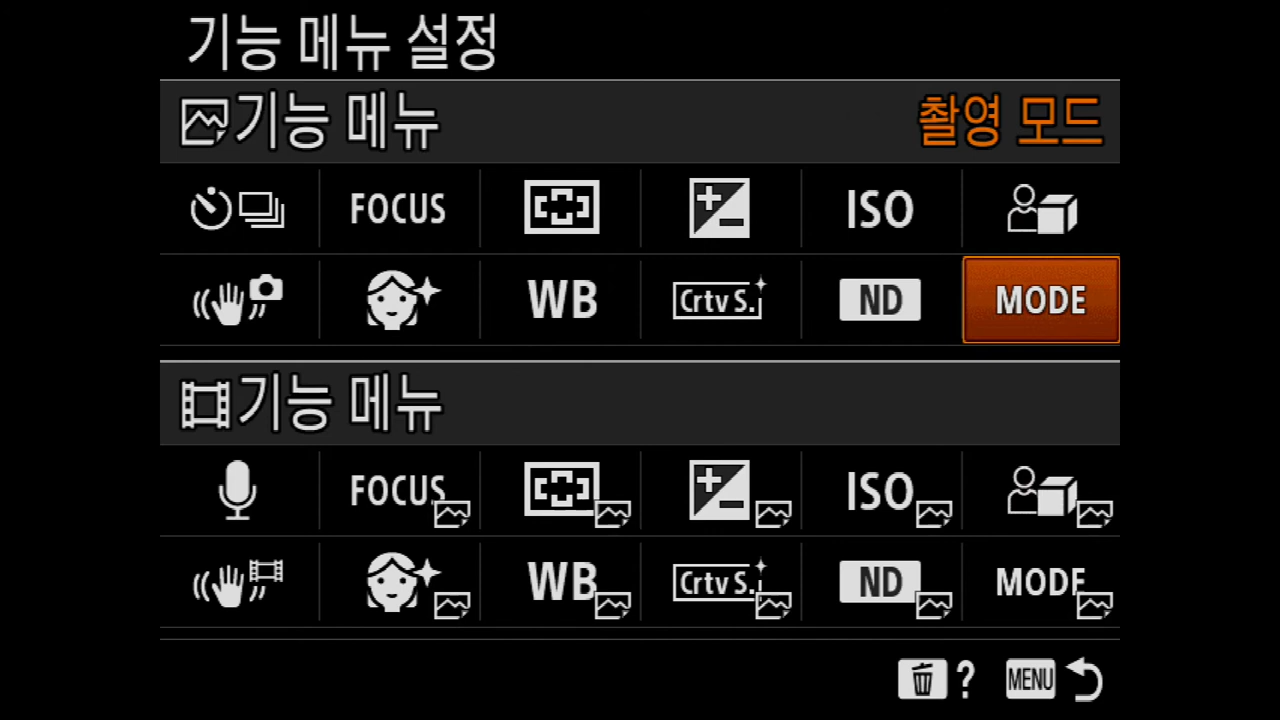 기능 메뉴 설정
기능 메뉴 촬영 모드
FOCUS ISO
WB Crtv S. ND MODE
기능 메뉴
FOCUS ISO
WB Crtv S. ND MODE
? MENU